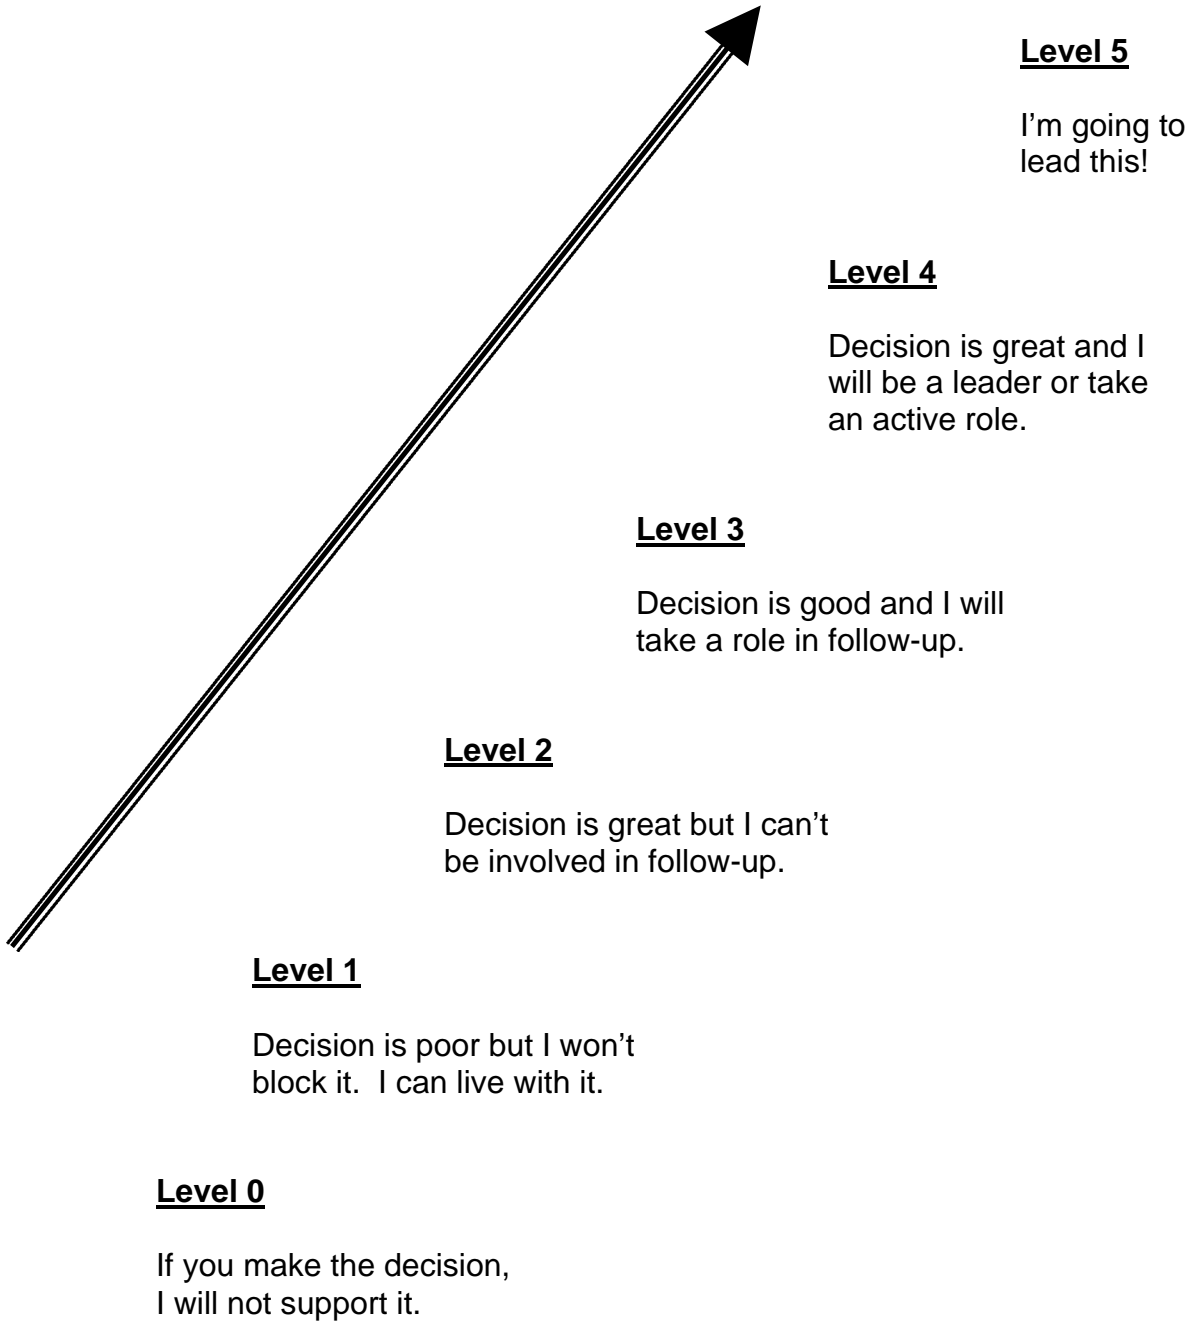 Level 5
I'm going to
lead this!
Level 4
Decision is great and I
will be a leader or take
an active role.
Level 3
Decision is good and I will
take a role in follow-up.
Level 2
Decision is great but I can't
be involved in follow-up.
Level 1
Decision is poor but I won't
block it.  I can live with it.
Level 0
If you make the decision,
I will not support it.